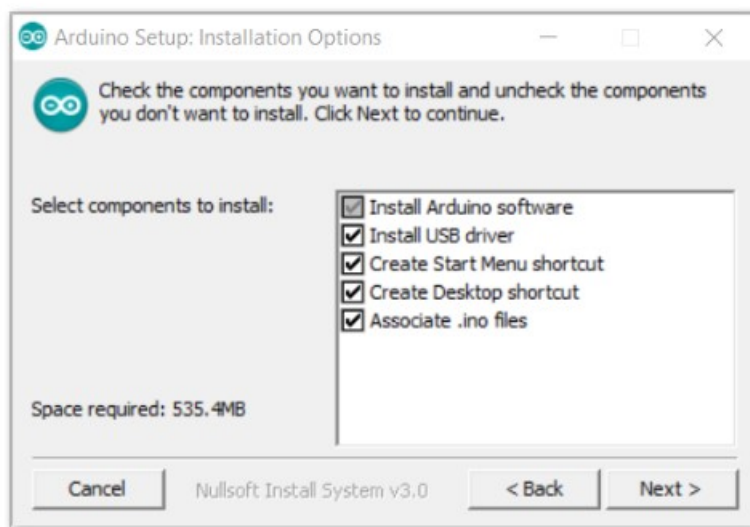 Arduino Setup: Installation Options
Check the components you want to install and uncheck the components
you don't want to install. Click Next to continue.
Select components to install:
Install Arduino software
Install USB driver
Create Start Menu shortcut
Create Desktop shortcut
Associate .ino files
Space required: 535.4MB
Cancel
Nullsoft Install System v3.0
< Back
Next >